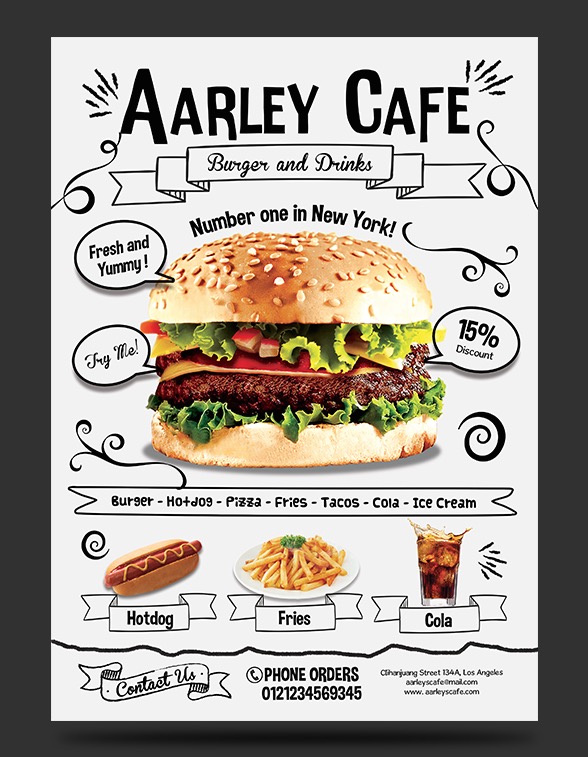 AARLEY CAFE
Burger and Drinks
Number one in New York!
Fresh and
Yummy!
Try Me!
15%
Discount
Burger - Hotdog - Pizza - Fries - Tacos - Cola - Ice Cream
Hotdog
Fries
Cola
Contact Us
PHONE ORDERS
0121234569345
Clihanjuang Street 134A, Los Angeles
aarleyscafe@mail.com
www. aarleyscafe.com